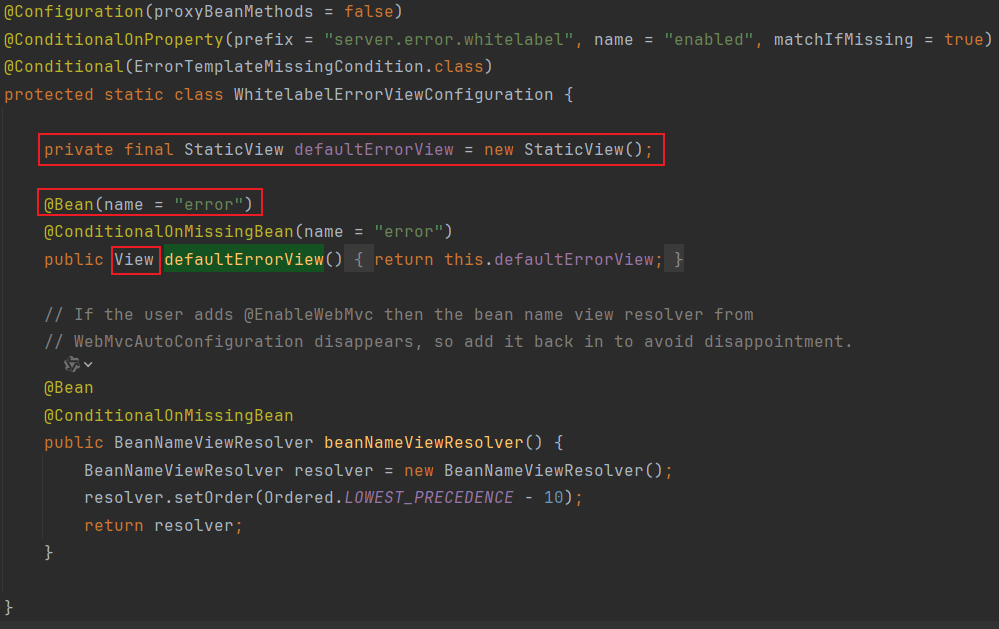 @Configuration(proxyBeanMethods = false)
@ConditionalOnProperty(prefix = "server.error.whitelabel", name = "enabled", matchIfMissing = true)
@Conditional(ErrorTemplateMissingCondition.class)
protected static class WhitelabelErrorViewConfiguration {
private final StaticView defaultErrorView = new StaticView();
@Bean(name = "error")
@ConditionalOnMissingBean(name = "error")
public View defaultErrorView() { return this.defaultErrorView; }
// If the user adds @EnableWebMvc then the bean name view resolver from
// WebMvcAutoConfiguration disappears, so add it back in to avoid disappointment.
@Bean
@ConditionalOnMissingBean
public BeanNameViewResolver beanNameViewResolver() {
BeanNameViewResolver resolver = new BeanNameViewResolver();
resolver.setOrder(Ordered.LOWEST_PRECEDENCE - 10);
return resolver;
}
}